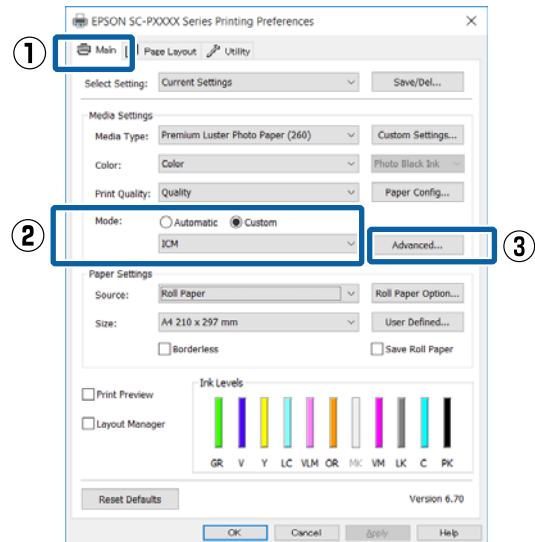 EPSON SC-PXXXX Series Printing Preferences
① Main Page Layout Utility
Select Setting: Current Settings Save/Del...
Media Settings
Media Type: Premium Luster Photo Paper (260) Custom Settings...
Color: Color Photo Black Ink
Print Quality: Quality Paper Config...
② Mode: Automatic Custom
ICM Advanced... ③
Paper Settings
Source: Roll Paper Roll Paper Option...
Size: A4 210 x 297 mm User Defined...
Borderless Save Roll Paper
Ink Levels
Print Preview
Layout Manager
GR V Y LC VLM OR MK VM LK C PK
Reset Defaults Version 6.70
OK Cancel Apply Help